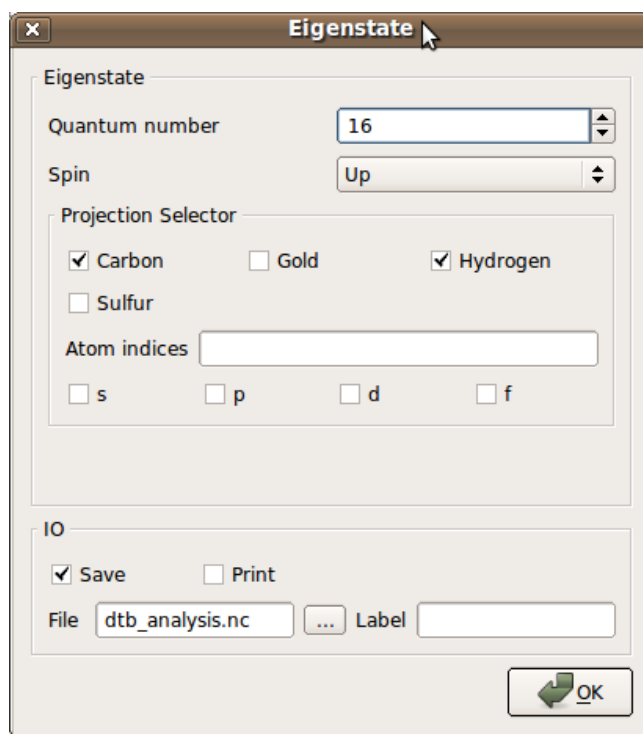 Eigenstate
Eigenstate
Quantum number 16
Spin Up
Projection Selector
Carbon Gold Hydrogen
Sulfur
Atom indices
s p d f
IO
Save Print
File dtb_analysis.nc ... Label
OK